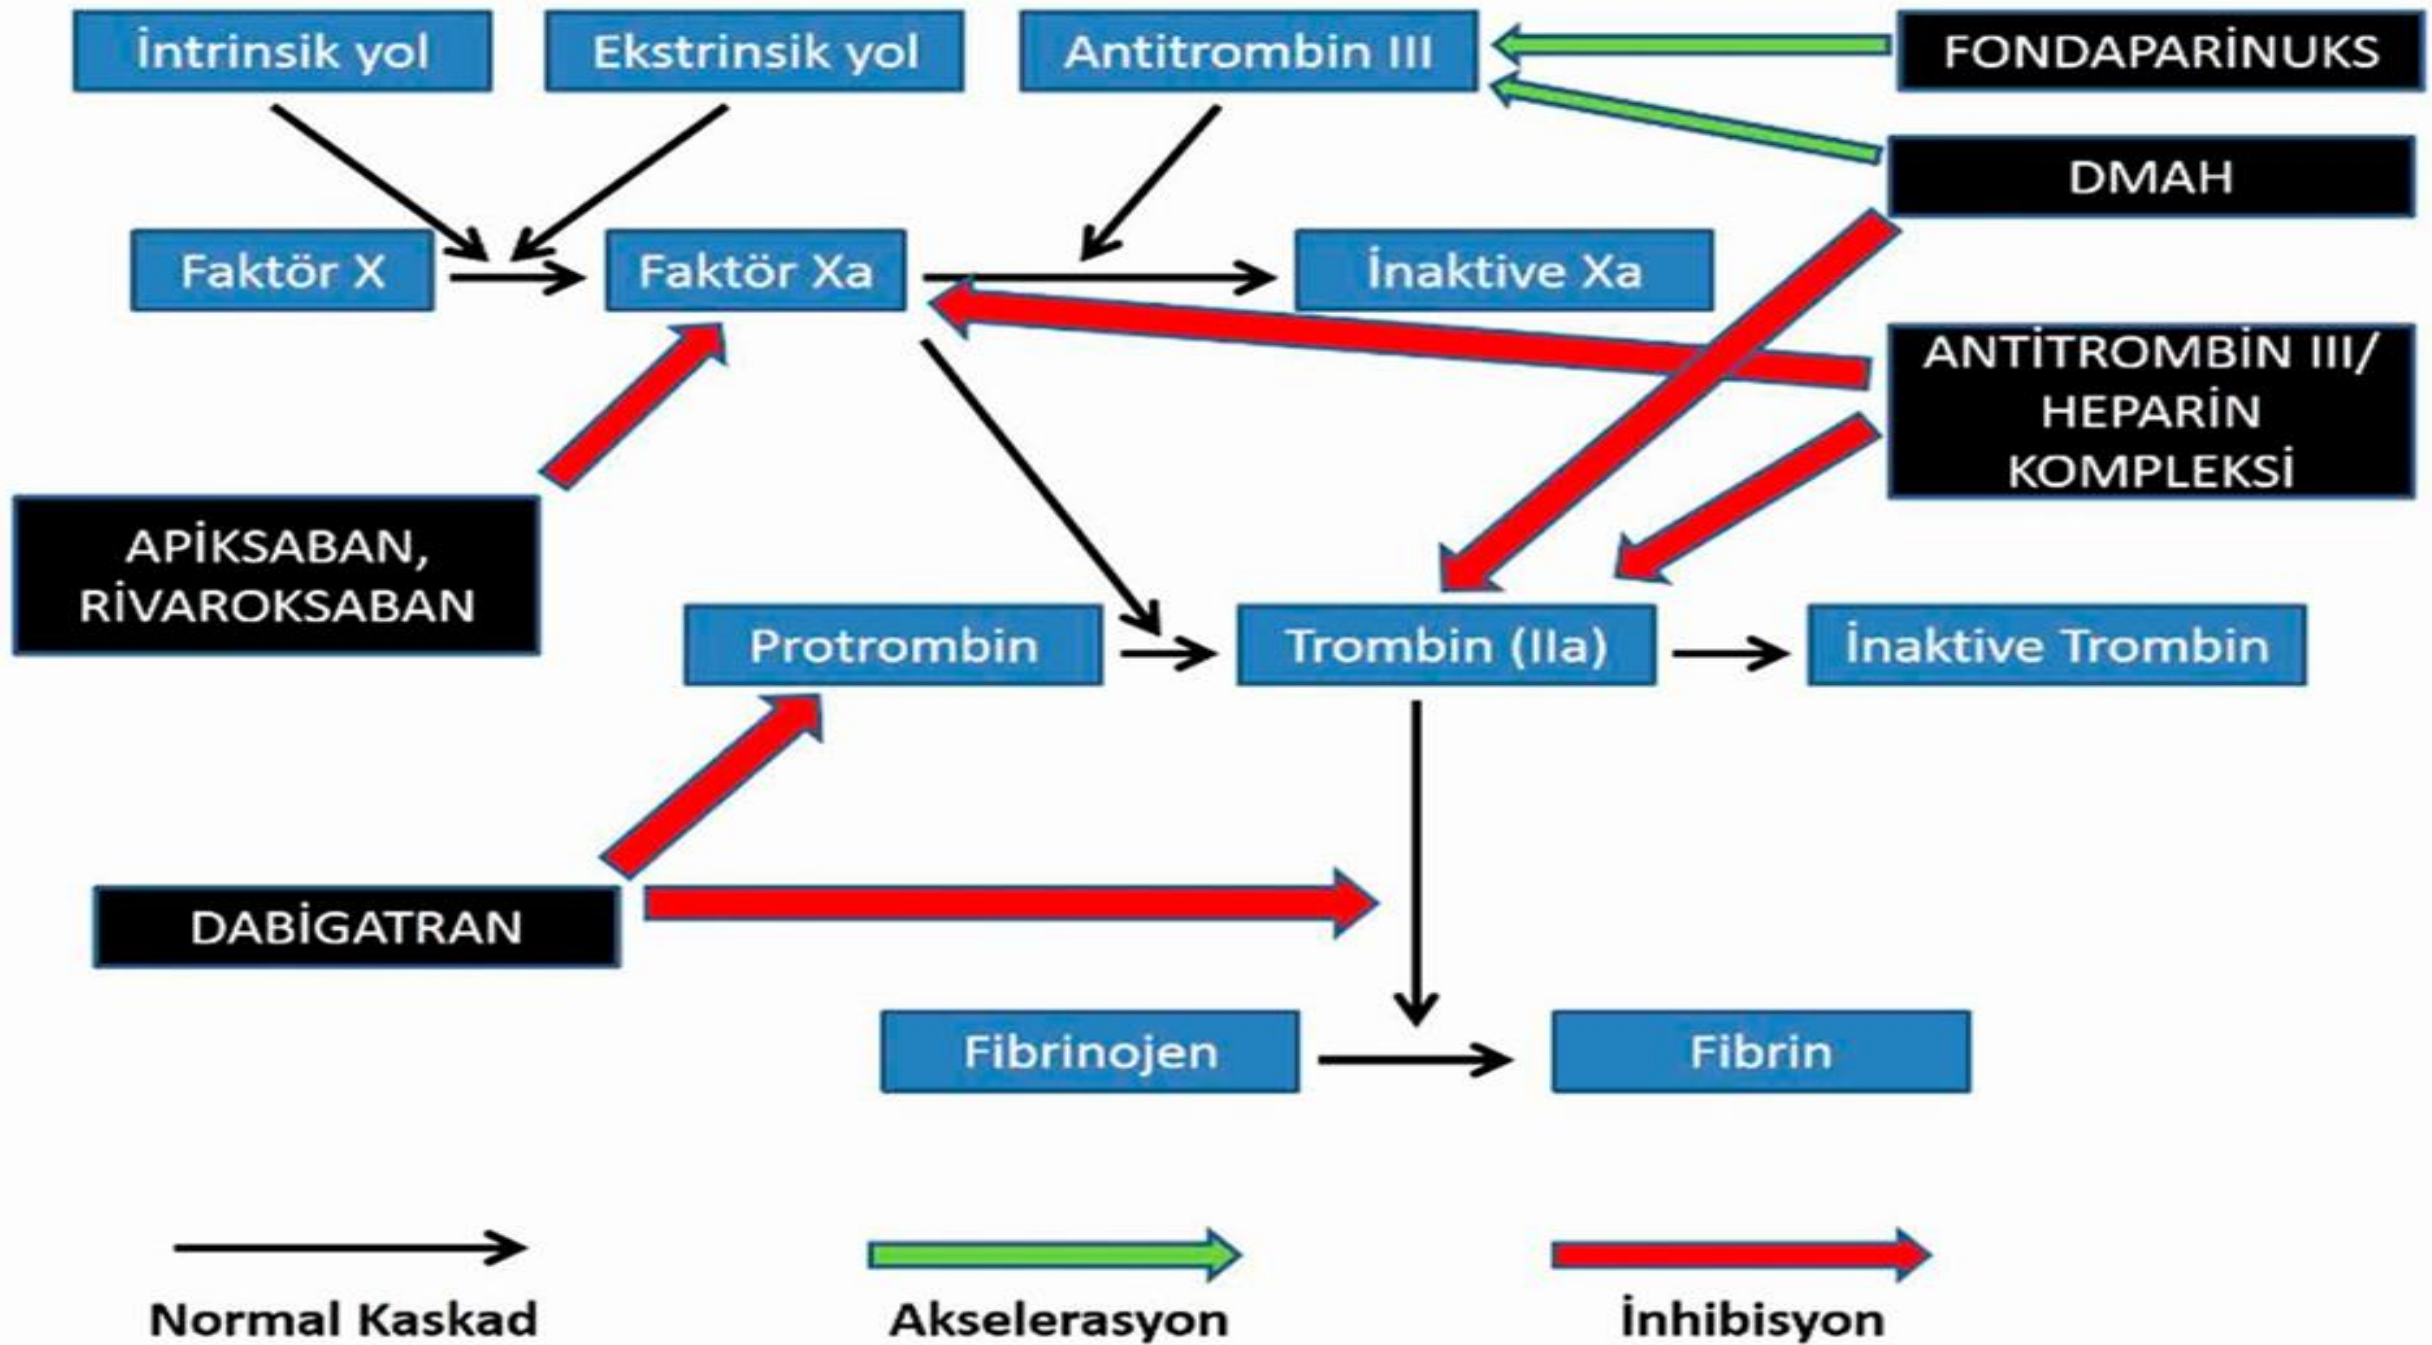 İntrinsik yol
Ekstrinsik yol
Antitrombin III
FONDAPARİNUKS
DMAH
Faktör X
Faktör Xa
İnaktive Xa
ANTİTROMBİN III/
HEPARİN
KOMPLEKSİ
APİKSABAN,
RİVAROKSABAN
Protrombin
Trombin (IIa)
İnaktive Trombin
DABİGATRAN
Fibrinojen
Fibrin
Normal Kaskad
Akselerasyon
İnhibisyon